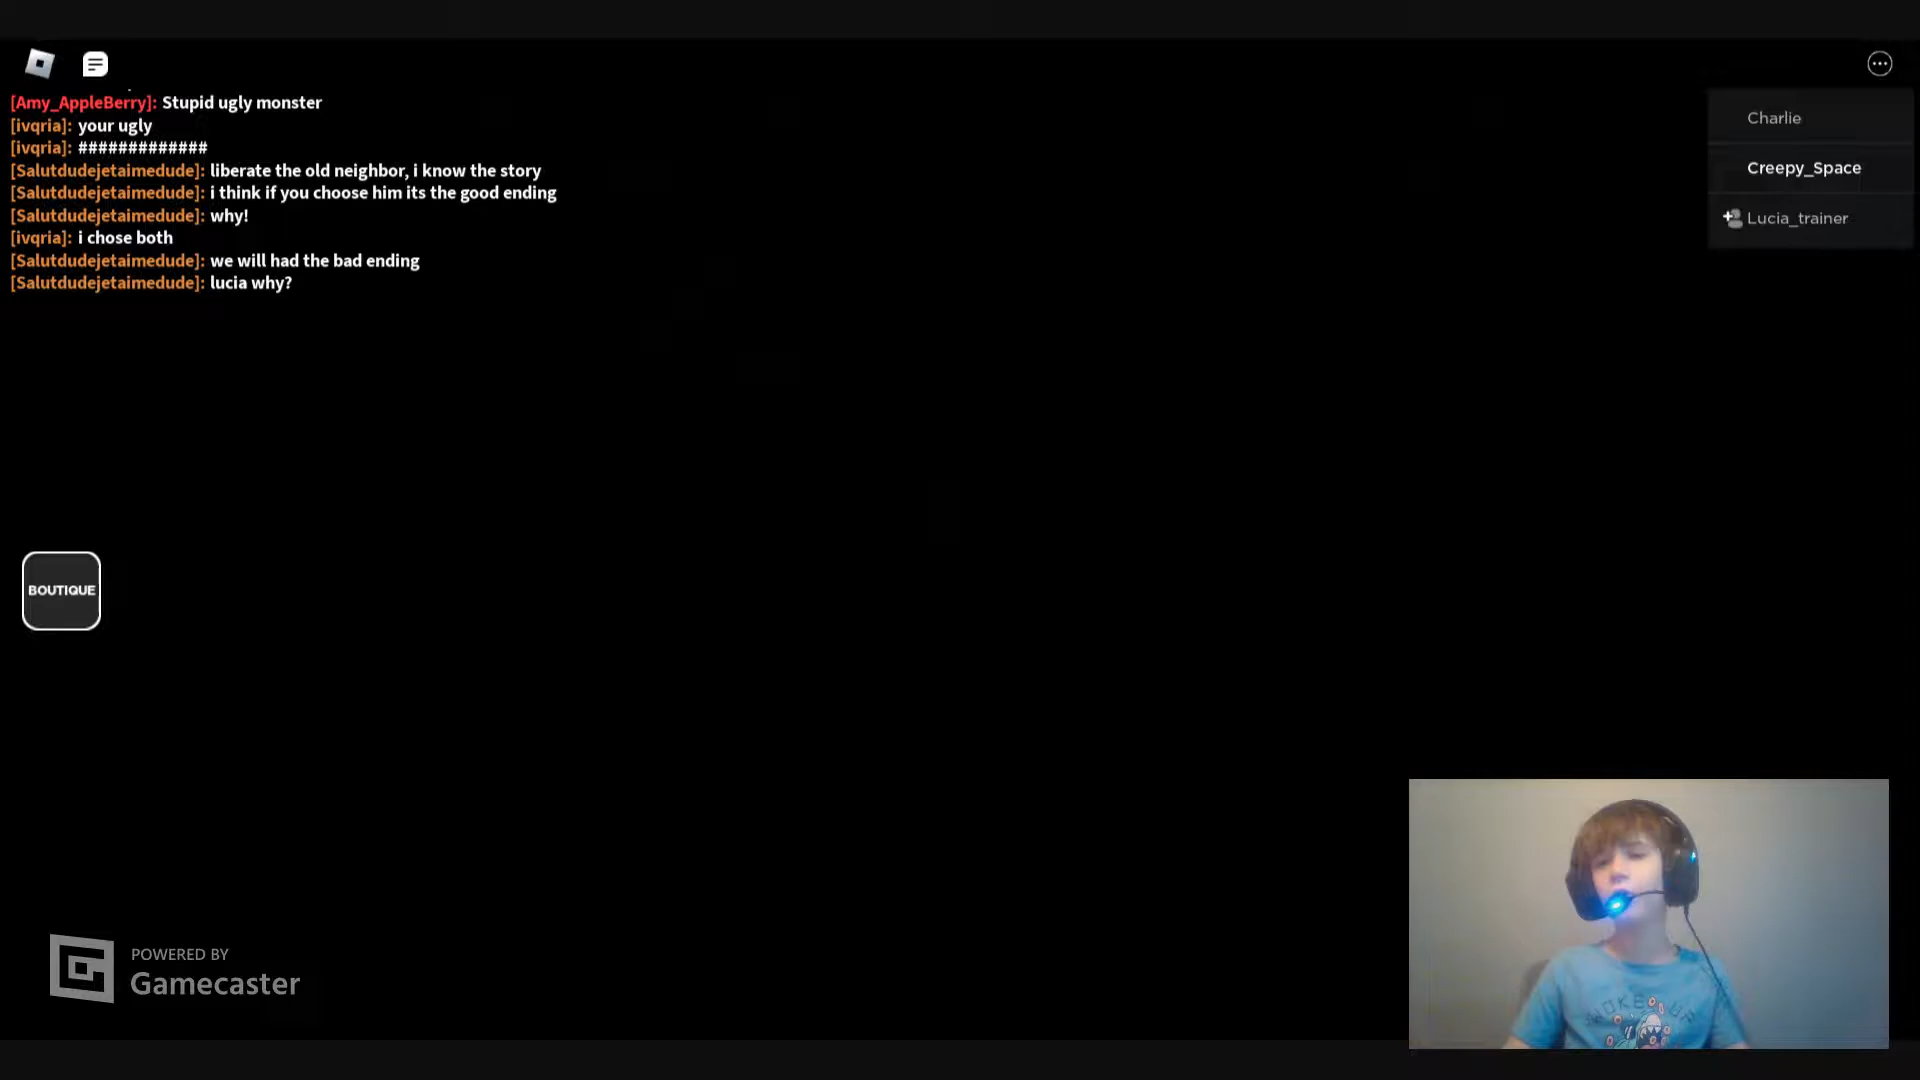 [Amy_AppleBerry]: Stupid ugly monster
[ivqria]: your ugly
[ivqria]: #############
[Salutdudejetaimedude]: liberate the old neighbor, i know the story
[Salutdudejetaimedude]: i think if you choose him its the good ending
[Salutdudejetaimedude]: why!
[ivqria]: i chose both
[Salutdudejetaimedude]: we will had the bad ending
[Salutdudejetaimedude]: lucia why?
Charlie
Creepy_Space
Lucia_trainer
BOUTIQUE
POWERED BY
Gamecaster
WOKE UP